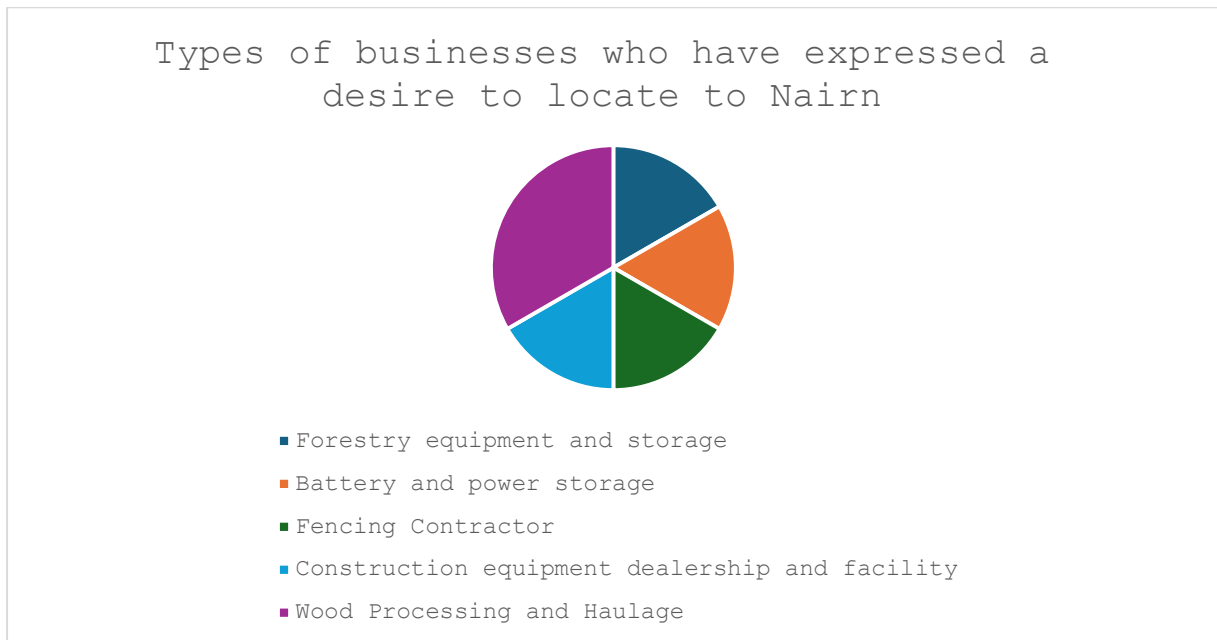 Types of businesses who have expressed a
desire to locate to Nairn
Forestry equipment and storage
Battery and power storage
Fencing Contractor
Construction equipment dealership and facility
Wood Processing and Haulage